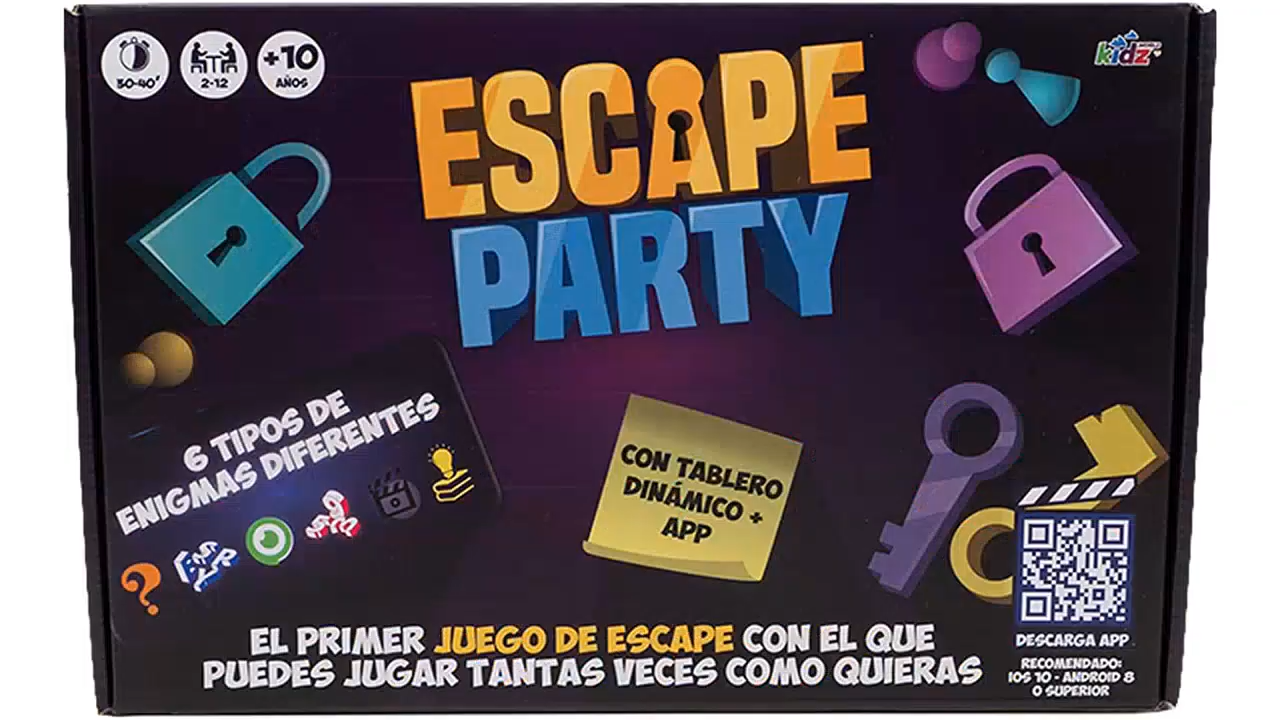 30-40'
2-12
+10
AÑOS
kidz
WORLD
ESCAPE
PARTY
6 TIPOS DE
ENIGMAS DIFERENTES
?
CON TABLERO
DINÁMICO +
APP
EL PRIMER JUEGO DE ESCAPE CON EL QUE
PUEDES JUGAR TANTAS VECES COMO QUIERAS
DESCARGA APP
RECOMENDADO:
IOS 10 - ANDROID 8
O SUPERIOR